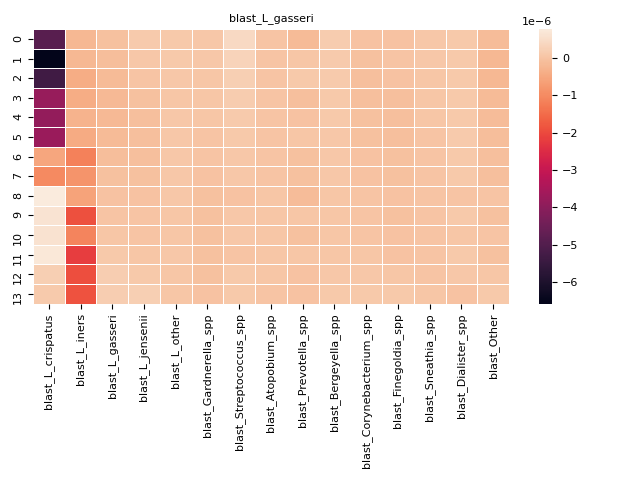 blast_L_gasseri
1e−6
0
1
2
3
4
5
6
7
8
9
10
11
12
13
0
−1
−2
−3
−4
−5
−6
blast_L_crispatus
blast_L_iners
blast_L_gasseri
blast_L_jensenii
blast_L_other
blast_Gardnerella_spp
blast_Streptococcus_spp
blast_Atopobium_spp
blast_Prevotella_spp
blast_Bergeyella_spp
blast_Corynebacterium_spp
blast_Finegoldia_spp
blast_Sneathia_spp
blast_Dialister_spp
blast_Other